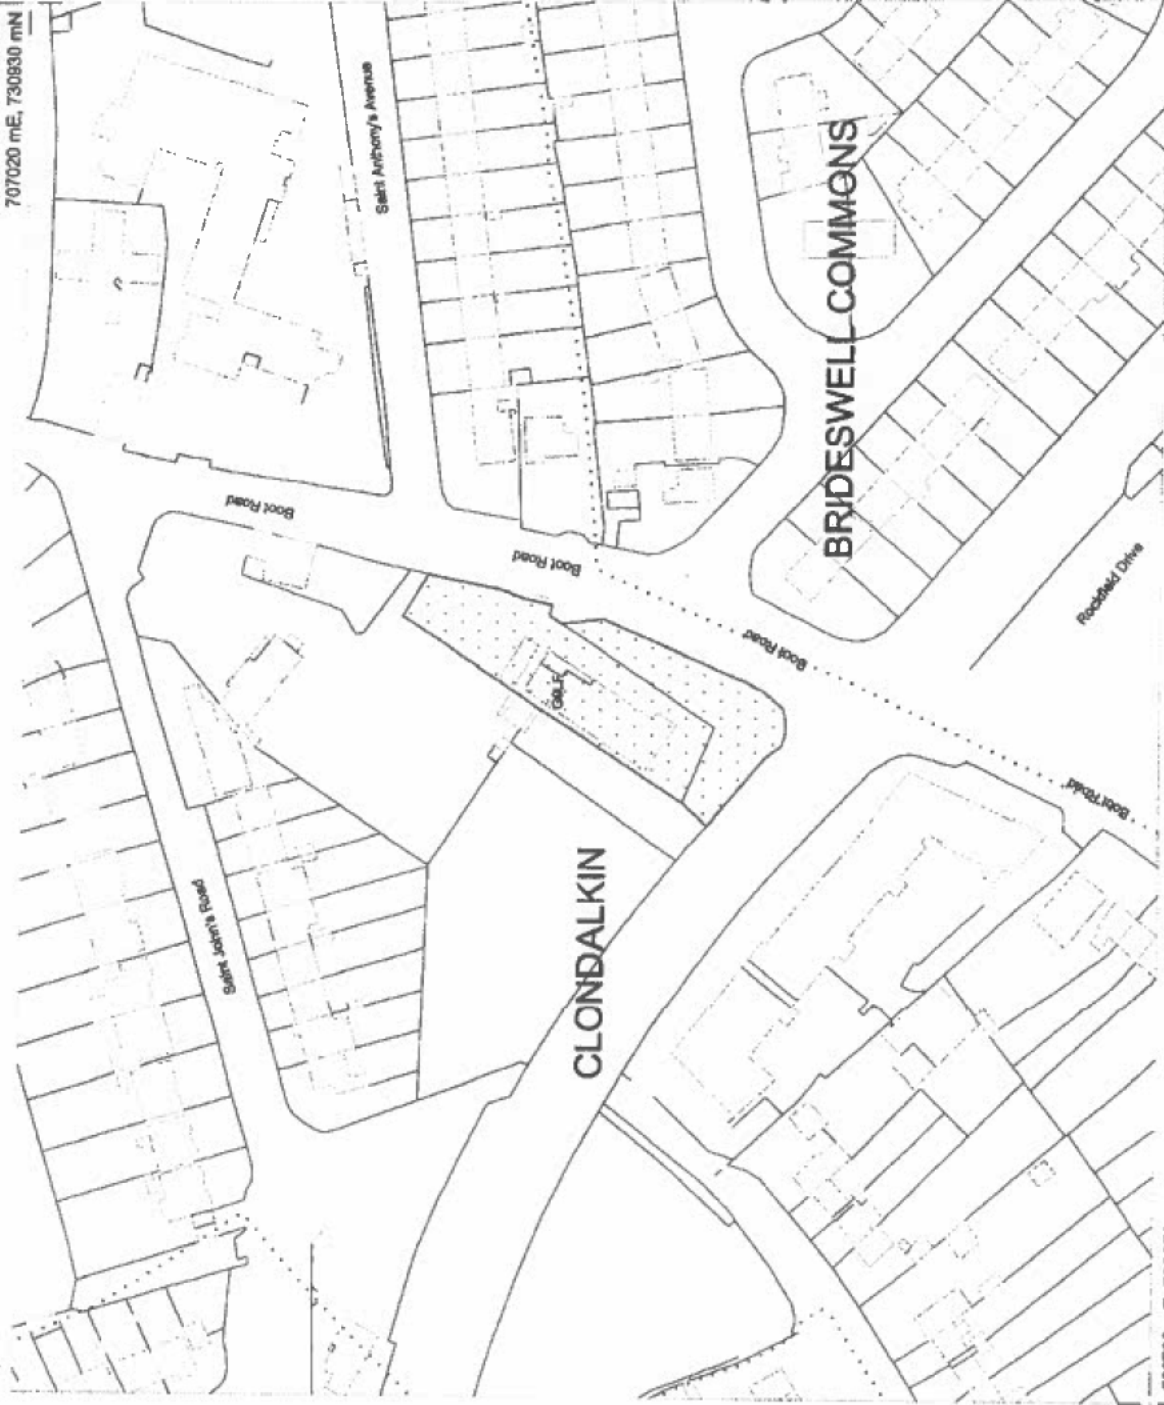 707020 mE, 730930 mN
Saint Anthony's Avenue
BRIDESWELL COMMONS
Boot Road
Boot Road
Boot Road
Rockfield Drive
Boot Road
Saint John's Road
CLONDALKIN